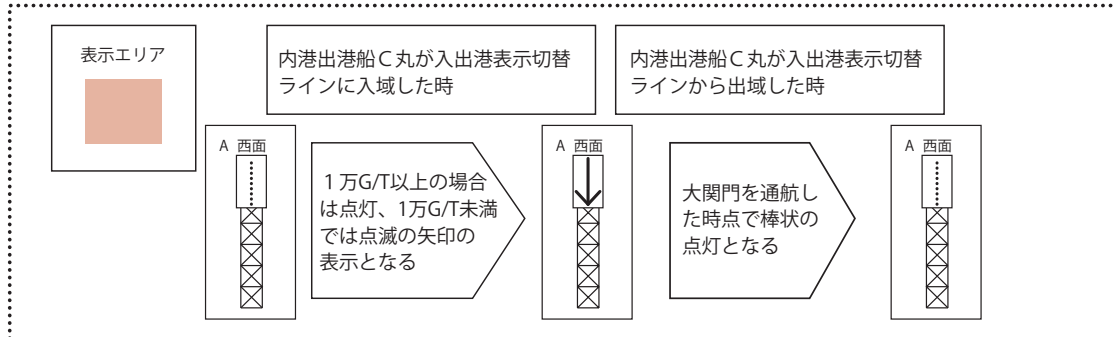 表示エリア
内港出港船C丸が入出港表示切替
ラインに入域した時
内港出港船C丸が入出港表示切替
ラインから出域した時
A 西面
1万G/T以上の場合
は点灯、1万G/T未満
では点滅の矢印の
表示となる
A 西面
大関門を通航し
た時点で棒状の
点灯となる
A 西面